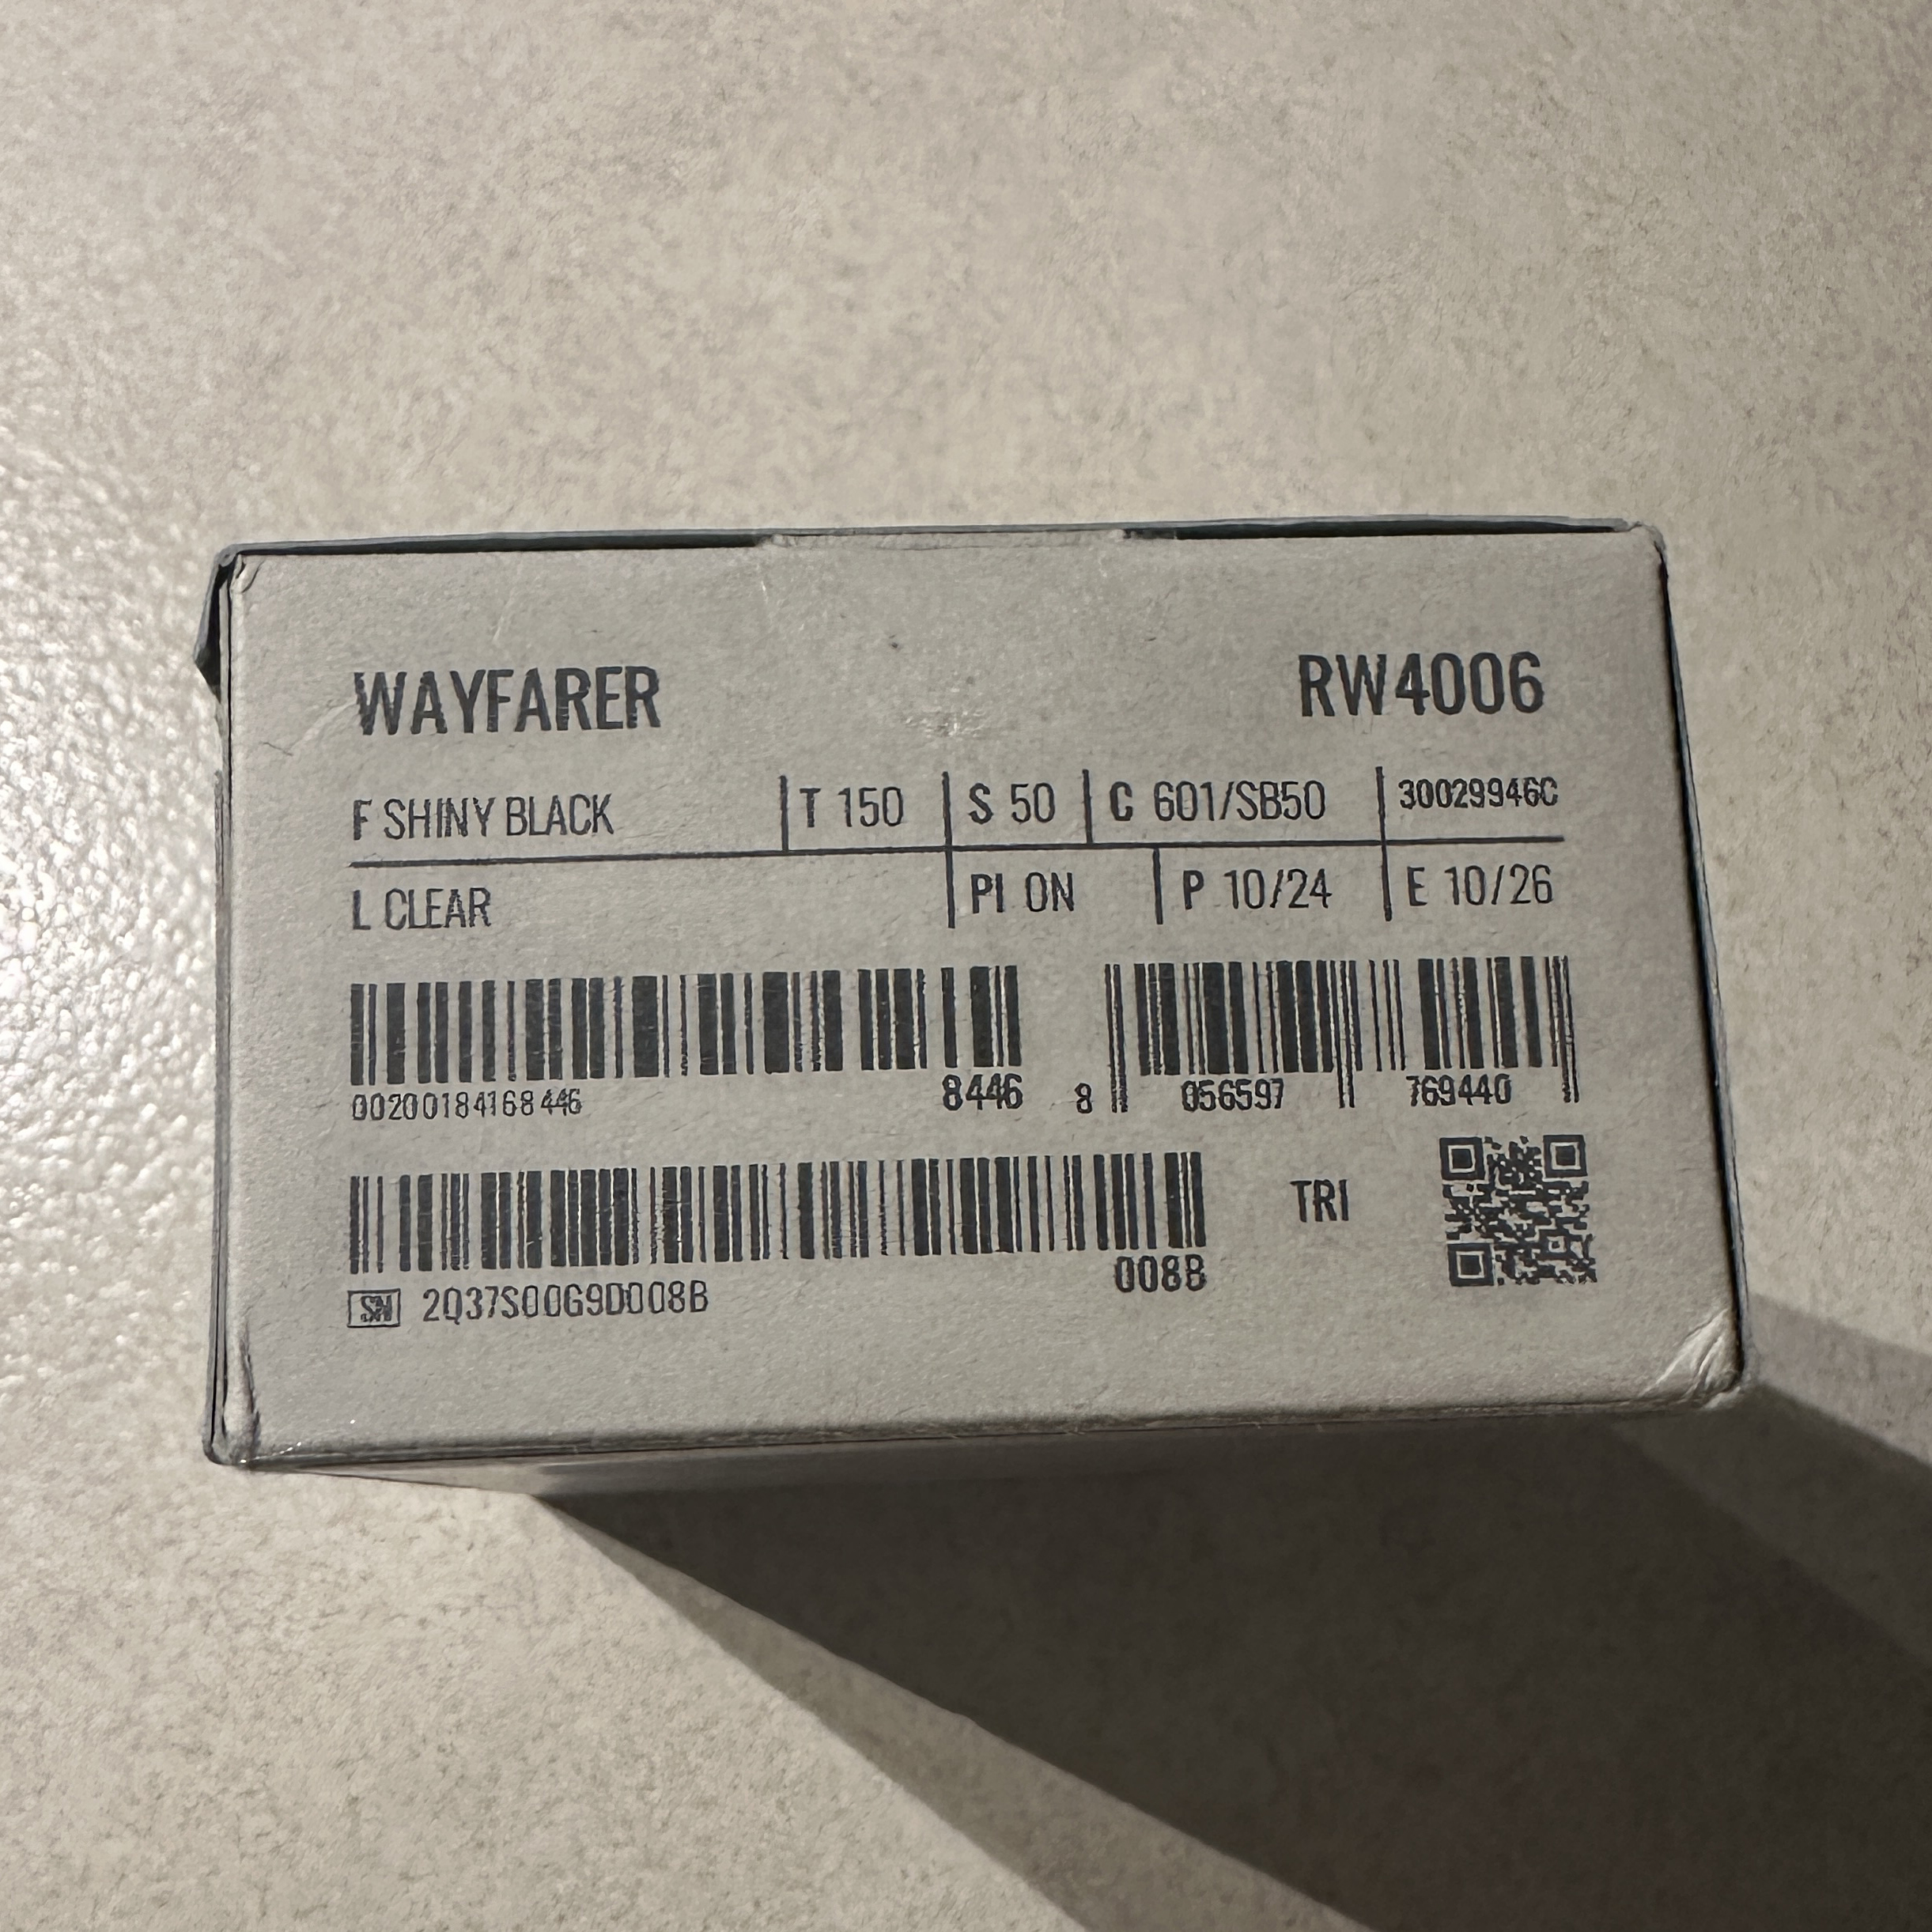 WAYFARER RW4006
F SHINY BLACK T 150 S 50 C 601/SB50 30029946C
L CLEAR PI ON P 10/24 E 10/26
00200184168446 8446 8 056597 769440
TRI
SN 2Q37S00G9D008B 008B